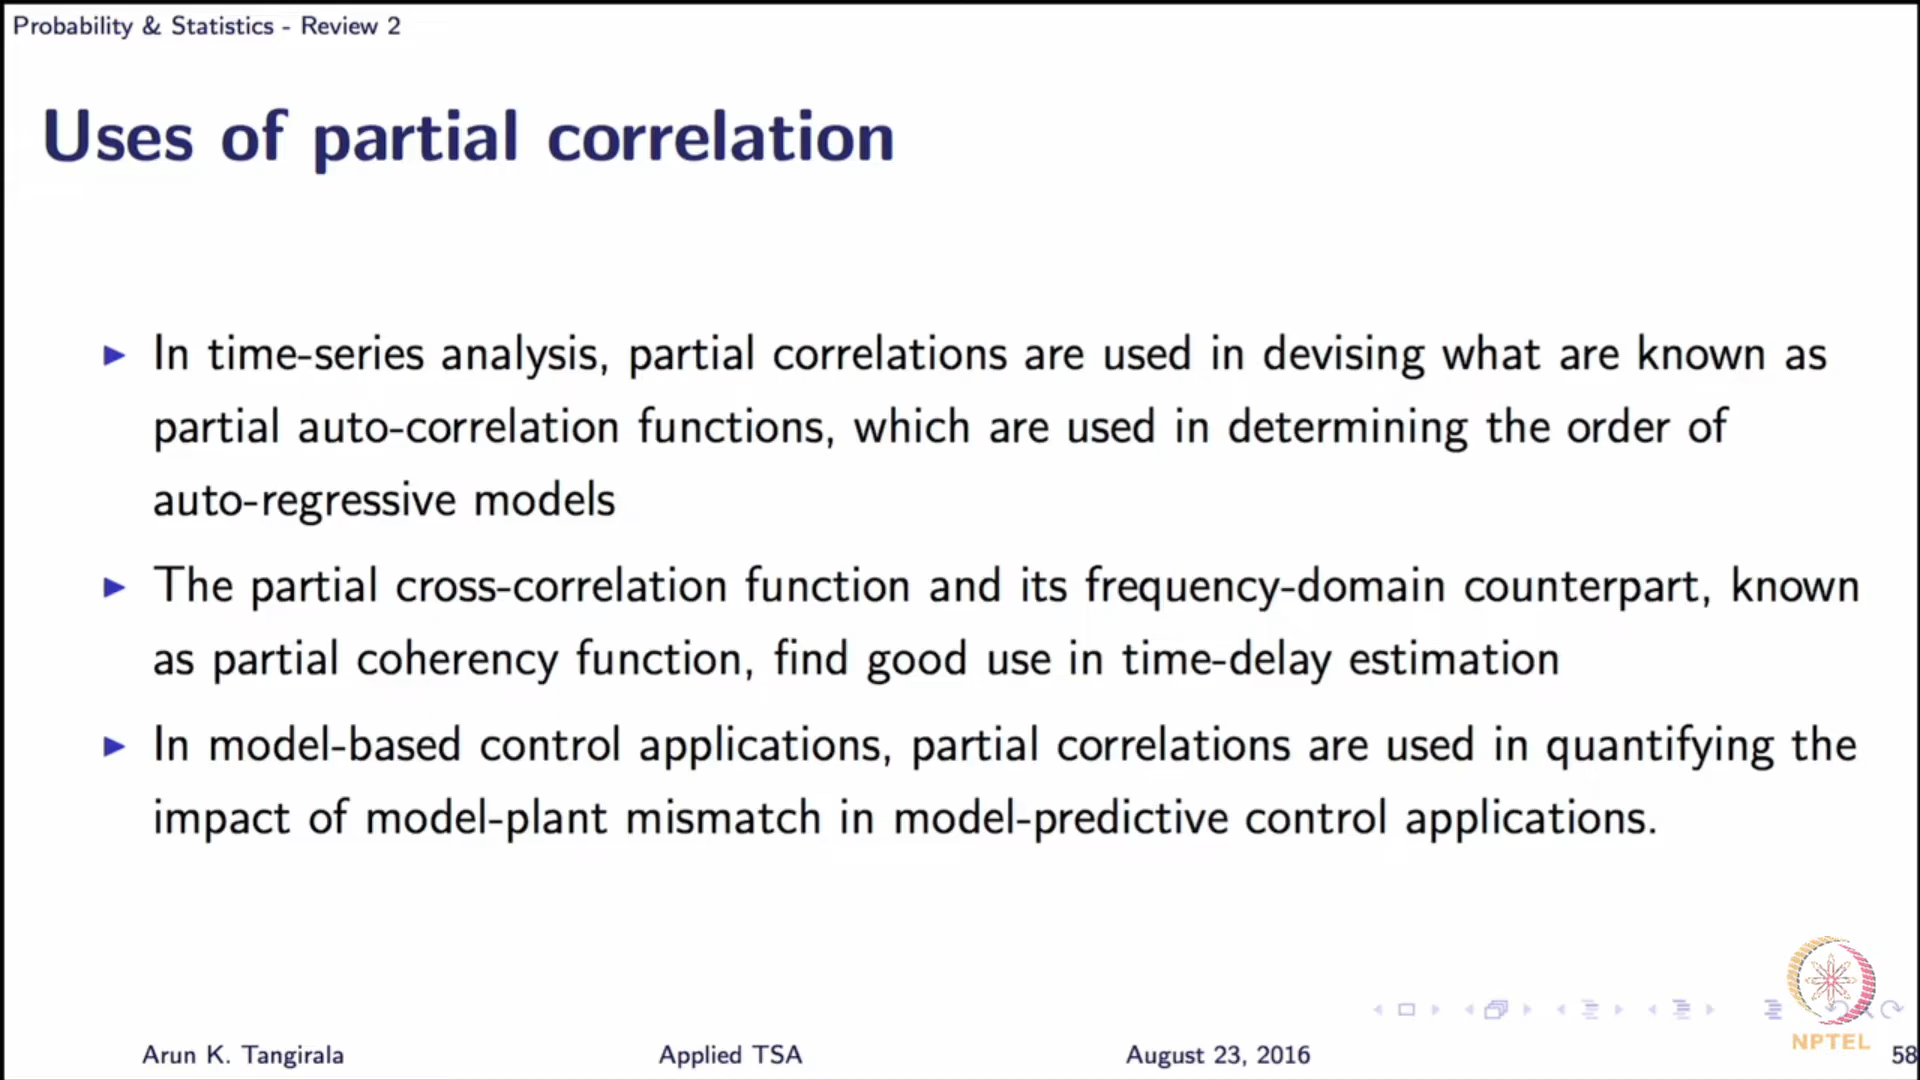 Probability & Statistics - Review 2
Uses of partial correlation
In time-series analysis, partial correlations are used in devising what are known as
partial auto-correlation functions, which are used in determining the order of
auto-regressive models
The partial cross-correlation function and its frequency-domain counterpart, known
as partial coherency function, find good use in time-delay estimation
In model-based control applications, partial correlations are used in quantifying the
impact of model-plant mismatch in model-predictive control applications.
NPTEL
Arun K. Tangirala Applied TSA August 23, 2016 58